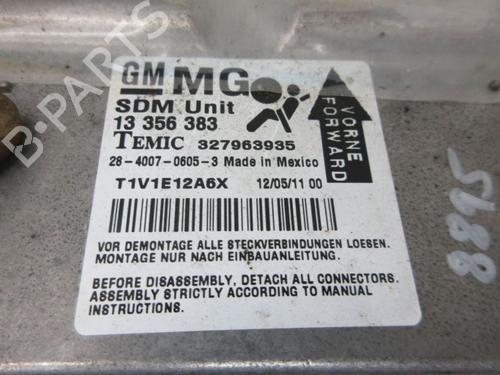 GM MG
SDM Unit
13 356 383
TEMIC 327963935
28-4007-0605-3 Made in Mexico
T1V1E12A6X 12/05/11 00
VORNE
FORWARD
VOR DEMONTAGE ALLE STECKVERBINDUNGEN LOESEN.
MONTAGE NUR NACH EINBAUANLEITUNG.
BEFORE DISASSEMBLY, DETACH ALL CONNECTORS.
ASSEMBLY STRICTLY ACCORDING TO MANUAL
INSTRUCTIONS.
8895
B-PARTS